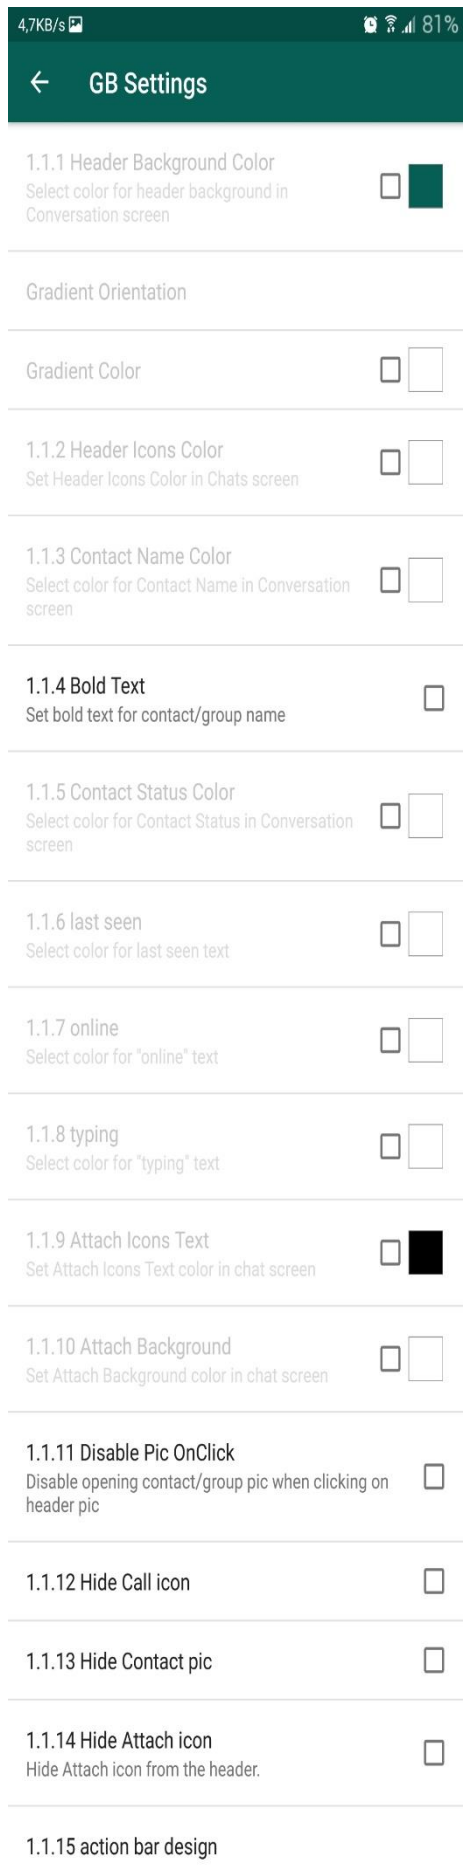 4,7KB/s 81%
GB Settings
1.1.1 Header Background Color
Select color for header background in
Conversation screen
Gradient Orientation
Gradient Color
1.1.2 Header Icons Color
Set Header Icons Color in Chats screen
1.1.3 Contact Name Color
Select color for Contact Name in Conversation
screen
1.1.4 Bold Text
Set bold text for contact/group name
1.1.5 Contact Status Color
Select color for Contact Status in Conversation
screen
1.1.6 last seen
Select color for last seen text
1.1.7 online
Select color for "online" text
1.1.8 typing
Select color for "typing" text
1.1.9 Attach Icons Text
Set Attach Icons Text color in chat screen
1.1.10 Attach Background
Set Attach Background color in chat screen
1.1.11 Disable Pic OnClick
Disable opening contact/group pic when clicking on
header pic
1.1.12 Hide Call icon
1.1.13 Hide Contact pic
1.1.14 Hide Attach icon
Hide Attach icon from the header.
1.1.15 action bar design